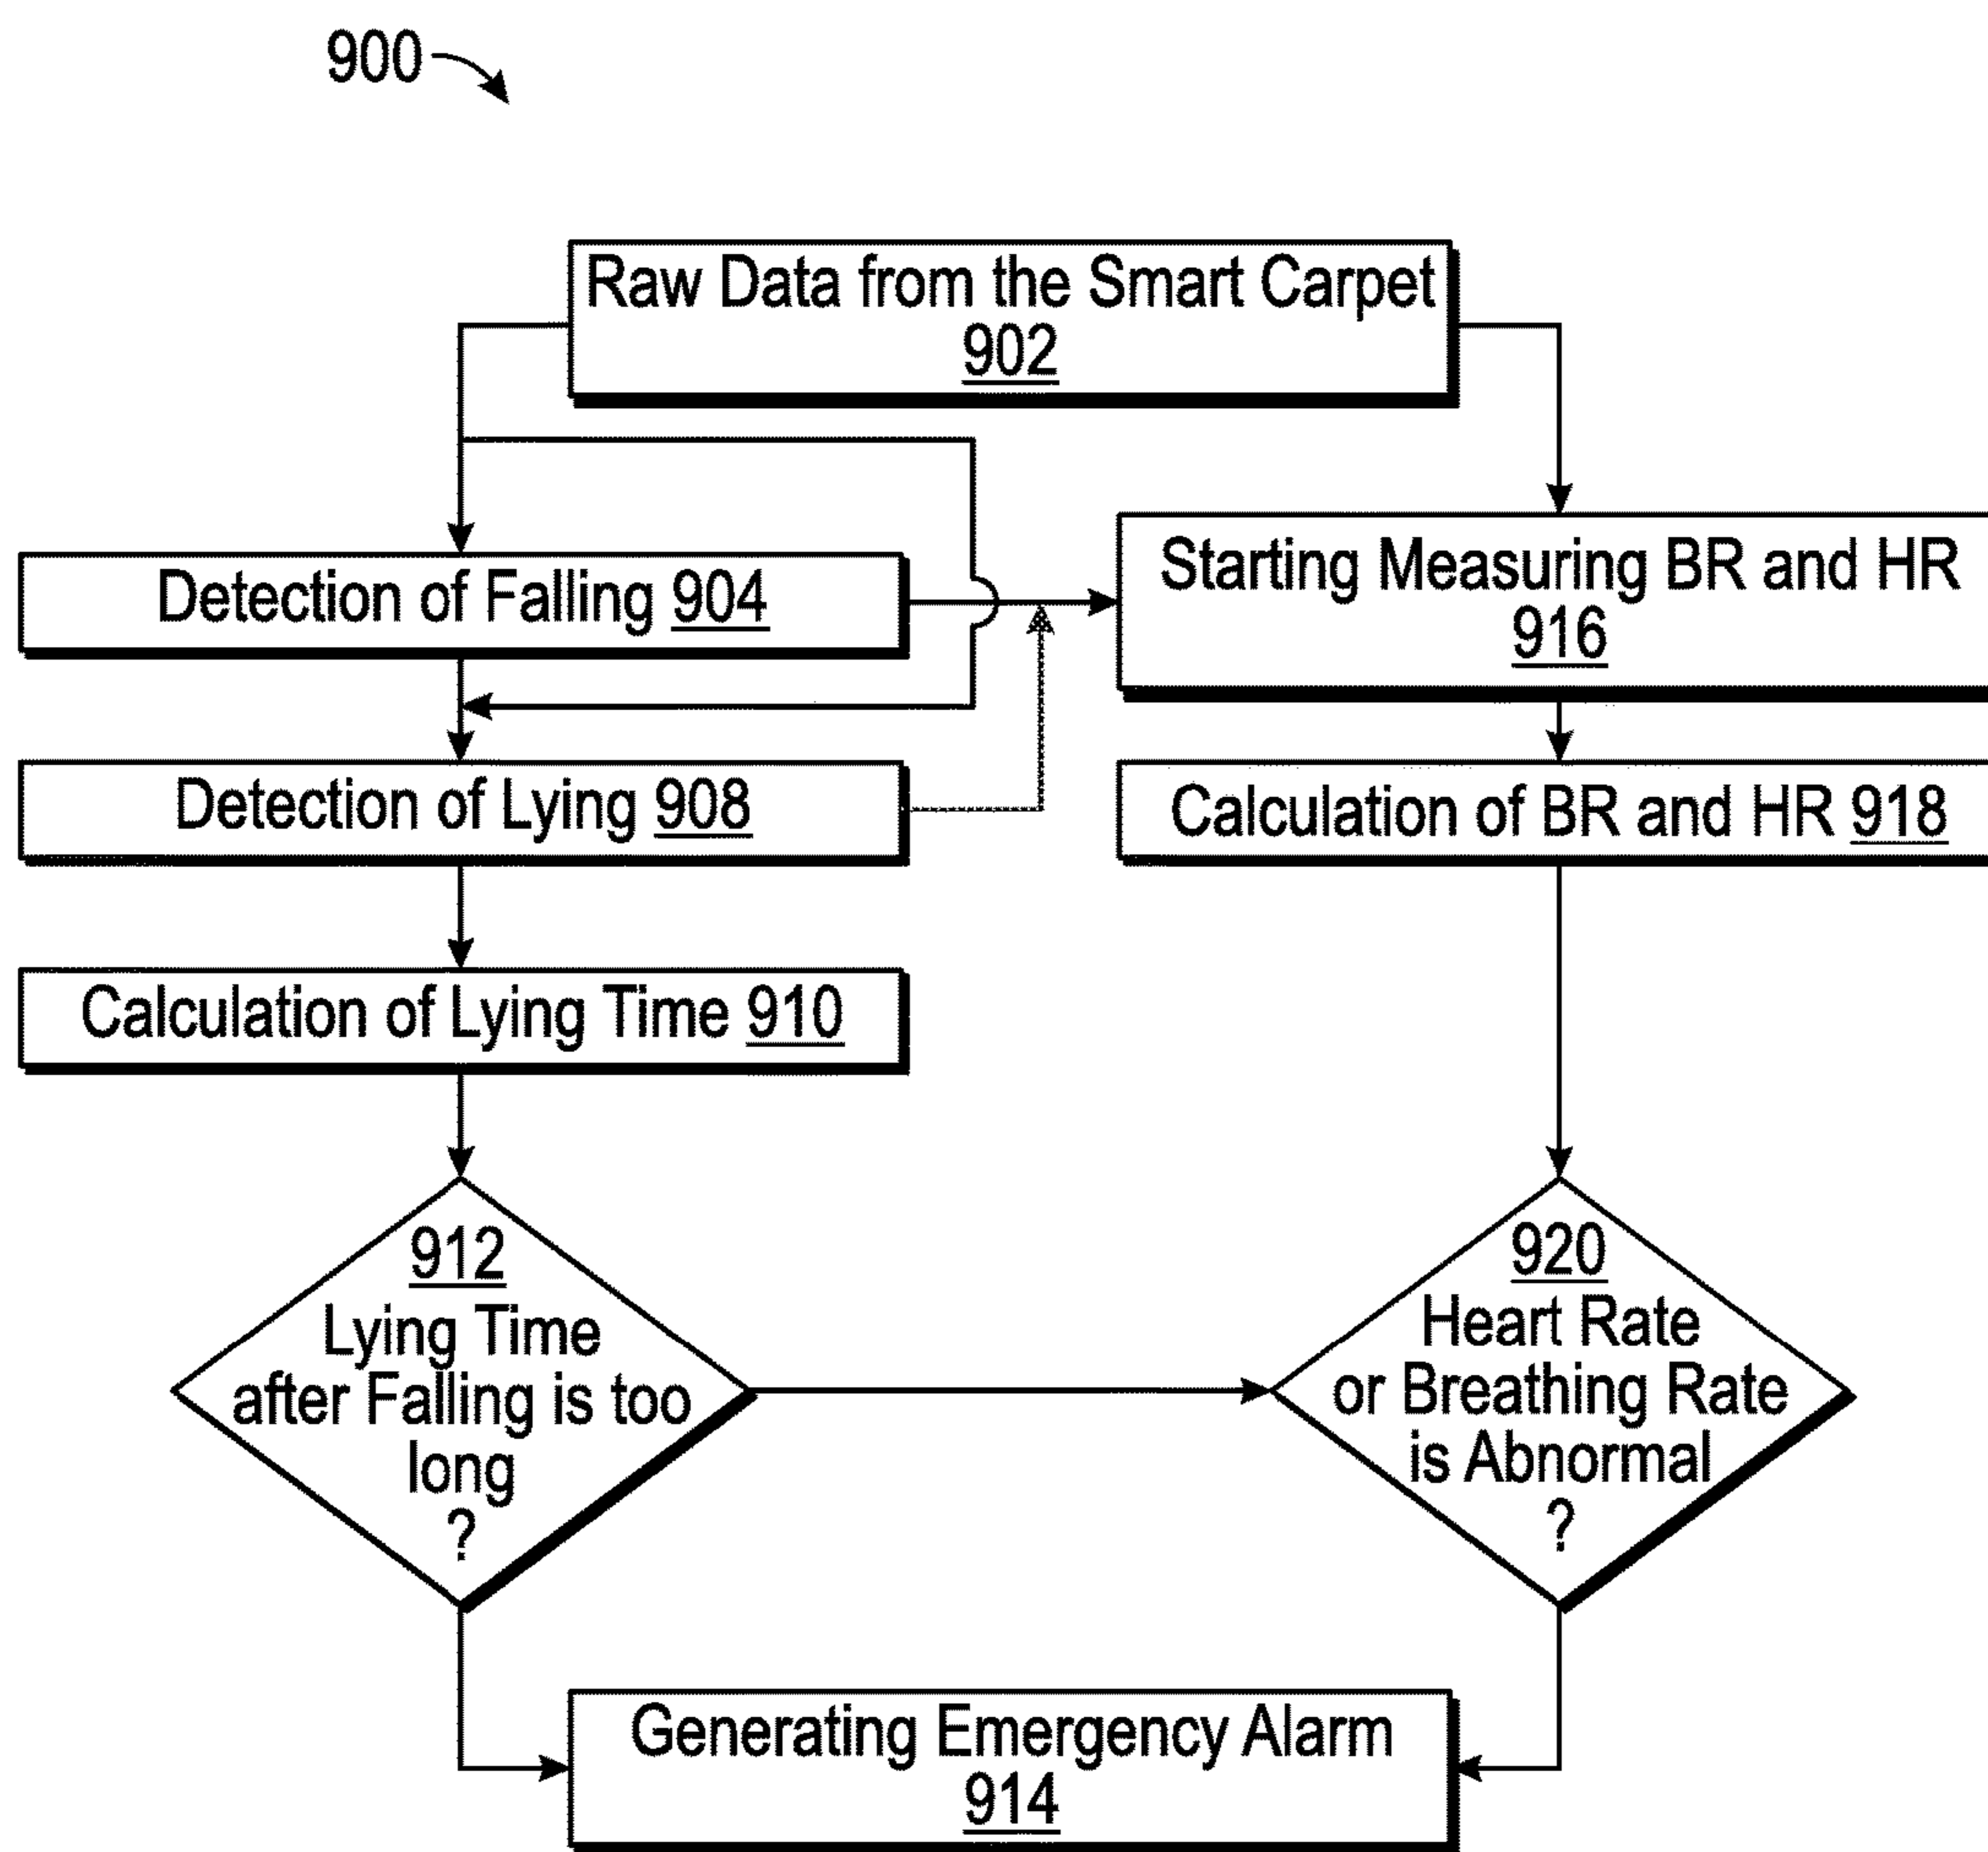 900
Raw Data from the Smart Carpet
902
Detection of Falling 904
Starting Measuring BR and HR
916
Detection of Lying 908
Calculation of BR and HR 918
Calculation of Lying Time 910
912
Lying Time
after Falling is too
long
?
920
Heart Rate
or Breathing Rate
is Abnormal
?
Generating Emergency Alarm
914